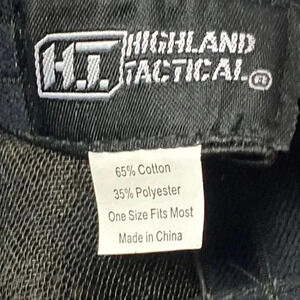 H.T. HIGHLAND
TACTICAL®
65% Cotton
35% Polyester
One Size Fits Most
Made in China